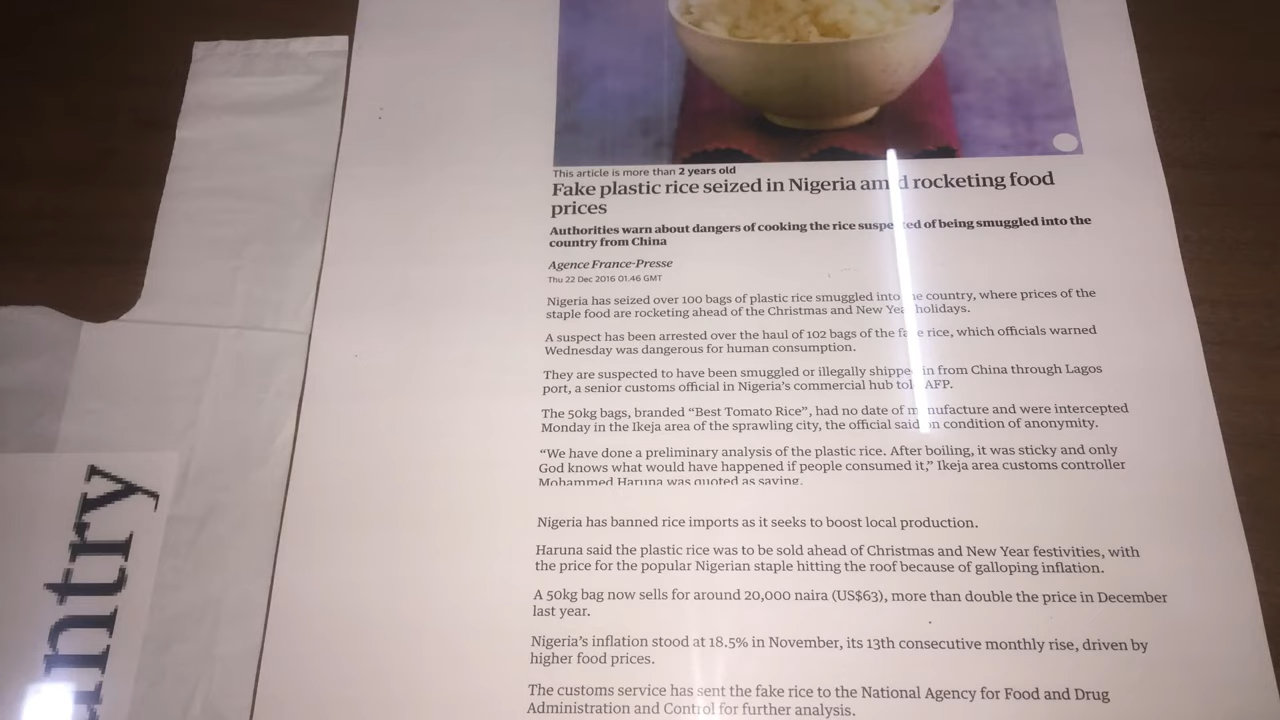 This article is more than 2 years old
Fake plastic rice seized in Nigeria amid rocketing food
prices
Authorities warn about dangers of cooking the rice suspected of being smuggled into the
country from China
Agence France-Presse
Thu 22 Dec 2016 01.46 GMT
Nigeria has seized over 100 bags of plastic rice smuggled into the country, where prices of the
staple food are rocketing ahead of the Christmas and New Year holidays.
A suspect has been arrested over the haul of 102 bags of the fake rice, which officials warned
Wednesday was dangerous for human consumption.
They are suspected to have been smuggled or illegally shipped in from China through Lagos
port, a senior customs official in Nigeria's commercial hub told AFP.
The 50kg bags, branded “Best Tomato Rice”, had no date of manufacture and were intercepted
Monday in the Ikeja area of the sprawling city, the official said on condition of anonymity.
“We have done a preliminary analysis of the plastic rice. After boiling, it was sticky and only
God knows what would have happened if people consumed it,” Ikeja area customs controller
Mohammed Haruna was quoted as saying.
Nigeria has banned rice imports as it seeks to boost local production.
Haruna said the plastic rice was to be sold ahead of Christmas and New Year festivities, with
the price for the popular Nigerian staple hitting the roof because of galloping inflation.
A 50kg bag now sells for around 20,000 naira (US$63), more than double the price in December
last year.
Nigeria's inflation stood at 18.5% in November, its 13th consecutive monthly rise, driven by
higher food prices.
The customs service has sent the fake rice to the National Agency for Food and Drug
Administration and Control for further analysis.